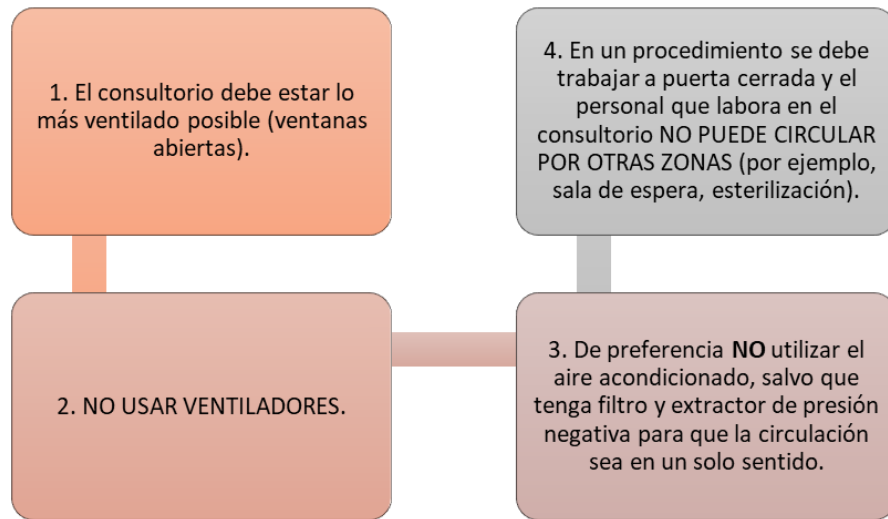 1. El consultorio debe estar lo
más ventilado posible (ventanas
abiertas).
2. NO USAR VENTILADORES.
3. De preferencia NO utilizar el
aire acondicionado, salvo que
tenga filtro y extractor de presión
negativa para que la circulación
sea en un solo sentido.
4. En un procedimiento se debe
trabajar a puerta cerrada y el
personal que labora en el
consultorio NO PUEDE CIRCULAR
POR OTRAS ZONAS (por ejemplo,
sala de espera, esterilización).